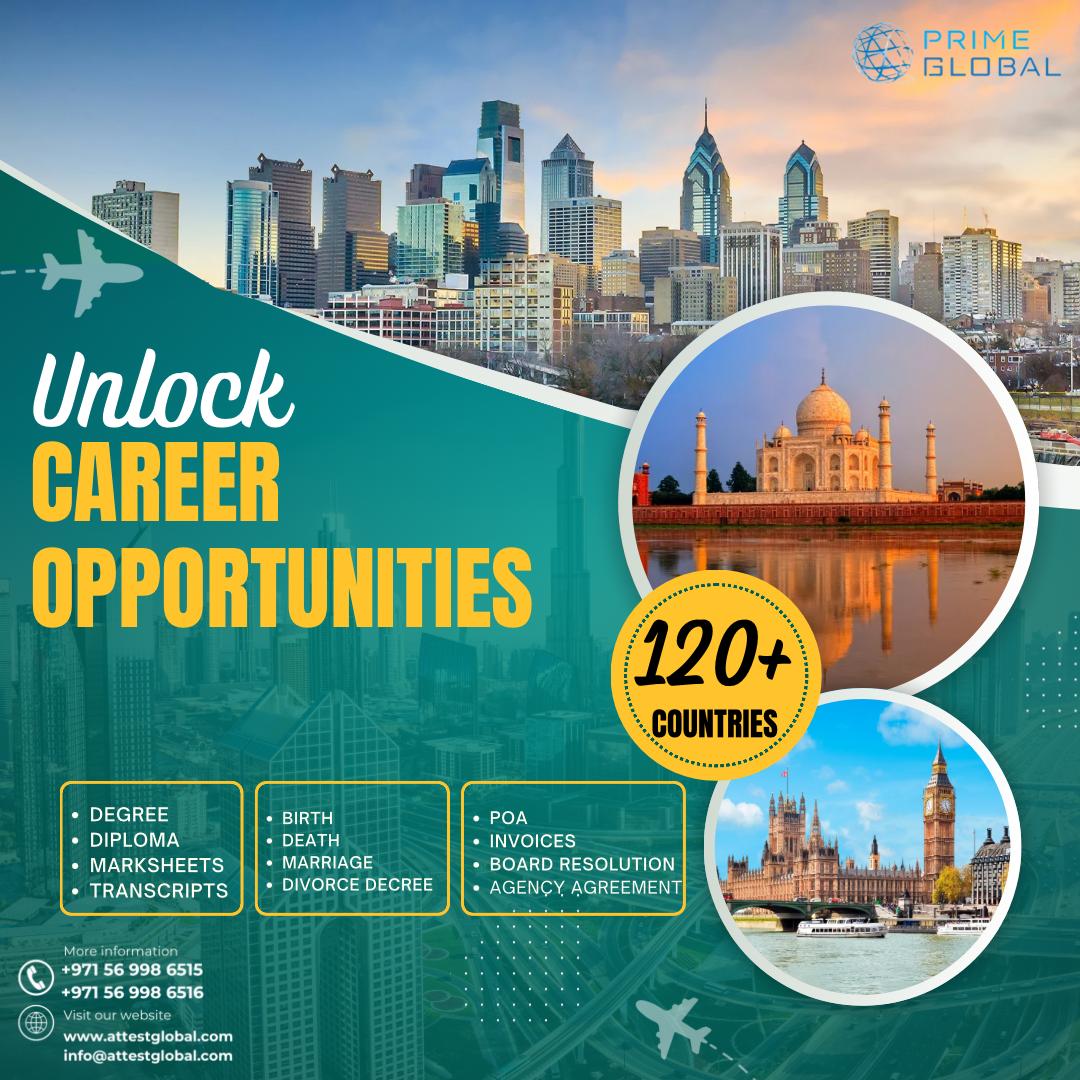 PRIME
GLOBAL
Unlock
CAREER
OPPORTUNITIES
120+
COUNTRIES
• DEGREE
• DIPLOMA
• MARKSHEETS
• TRANSCRIPTS
• BIRTH
• DEATH
• MARRIAGE
• DIVORCE DECREE
• POA
• INVOICES
• BOARD RESOLUTION
• AGENCY AGREEMENT
More information
+971 56 998 6515
+971 56 998 6516
Visit our website
www.attestglobal.com
info@attestglobal.com